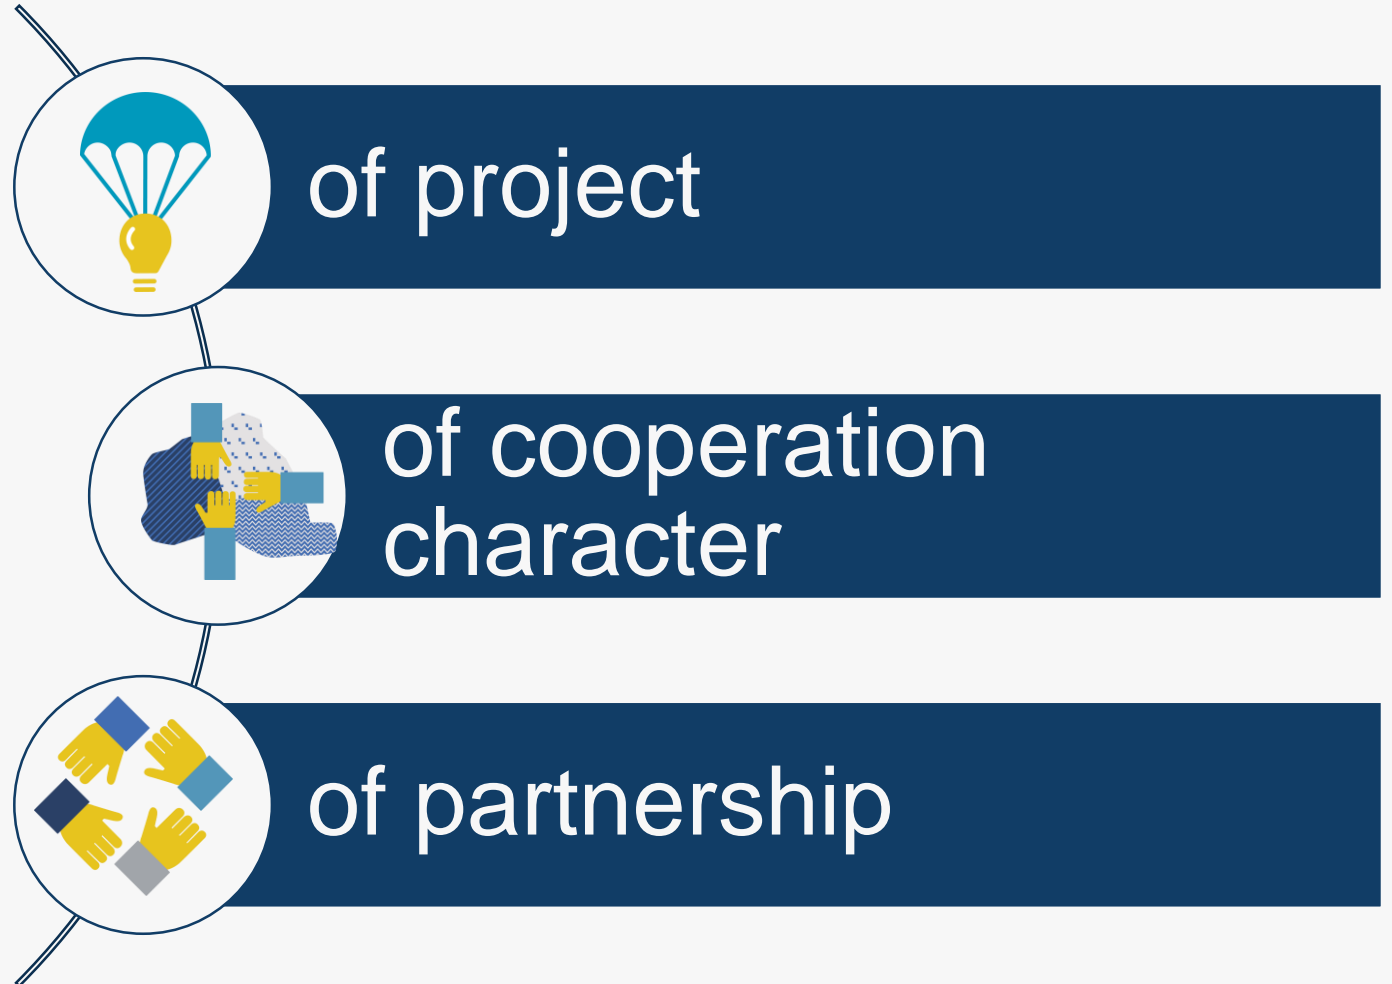 of project
of cooperation
character
of partnership